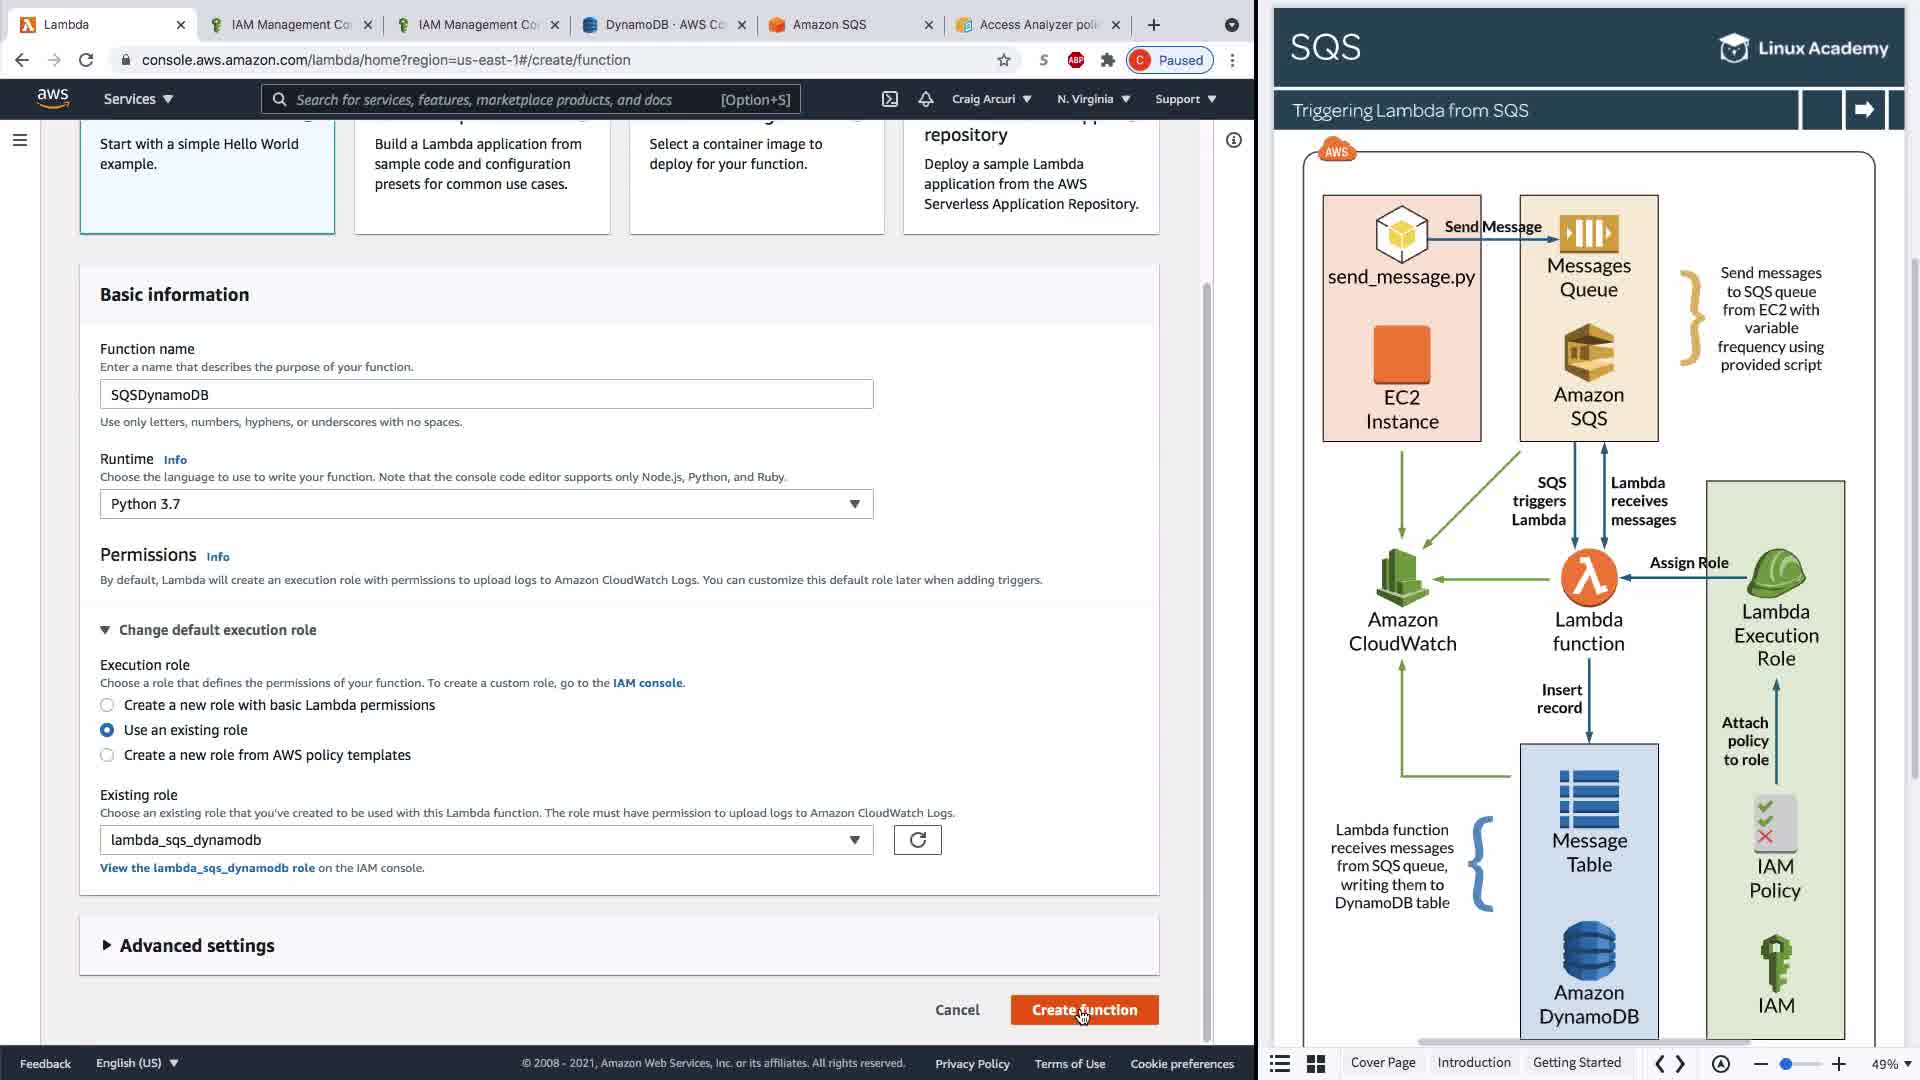 Lambda
IAM Management Co
IAM Management Co
DynamoDB · AWS Co
Amazon SQS
Access Analyzer poli
console.aws.amazon.com/lambda/home?region=us-east-1#/create/function
S
ABP
C
Paused
aws
Services
Search for services, features, marketplace products, and docs
[Option+S]
Craig Arcuri
N. Virginia
Support
Start with a simple Hello World
example.
Build a Lambda application from
sample code and configuration
presets for common use cases.
Select a container image to
deploy for your function.
repository
Deploy a sample Lambda
application from the AWS
Serverless Application Repository.
Basic information
Function name
Enter a name that describes the purpose of your function.
SQSDynamoDB
Use only letters, numbers, hyphens, or underscores with no spaces.
Runtime Info
Choose the language to use to write your function. Note that the console code editor supports only Node.js, Python, and Ruby.
Python 3.7
Permissions Info
By default, Lambda will create an execution role with permissions to upload logs to Amazon CloudWatch Logs. You can customize this default role later when adding triggers.
Change default execution role
Execution role
Choose a role that defines the permissions of your function. To create a custom role, go to the IAM console.
Create a new role with basic Lambda permissions
Use an existing role
Create a new role from AWS policy templates
Existing role
Choose an existing role that you've created to be used with this Lambda function. The role must have permission to upload logs to Amazon CloudWatch Logs.
lambda_sqs_dynamodb
View the lambda_sqs_dynamodb role on the IAM console.
Advanced settings
Cancel
Create function
Feedback
English (US)
© 2008 - 2021, Amazon Web Services, Inc. or its affiliates. All rights reserved.
Privacy Policy
Terms of Use
Cookie preferences
SQS
Linux Academy
Triggering Lambda from SQS
AWS
Send Message
send_message.py
Messages
Queue
EC2
Instance
Amazon
SQS
Send messages
to SQS queue
from EC2 with
variable
frequency using
provided script
SQS
triggers
Lambda
Lambda
receives
messages
Assign Role
Amazon
CloudWatch
Lambda
function
Lambda
Execution
Role
Insert
record
Attach
policy
to role
Lambda function
receives messages
from SQS queue,
writing them to
DynamoDB table
Message
Table
IAM
Policy
Amazon
DynamoDB
IAM
Cover Page
Introduction
Getting Started
49%